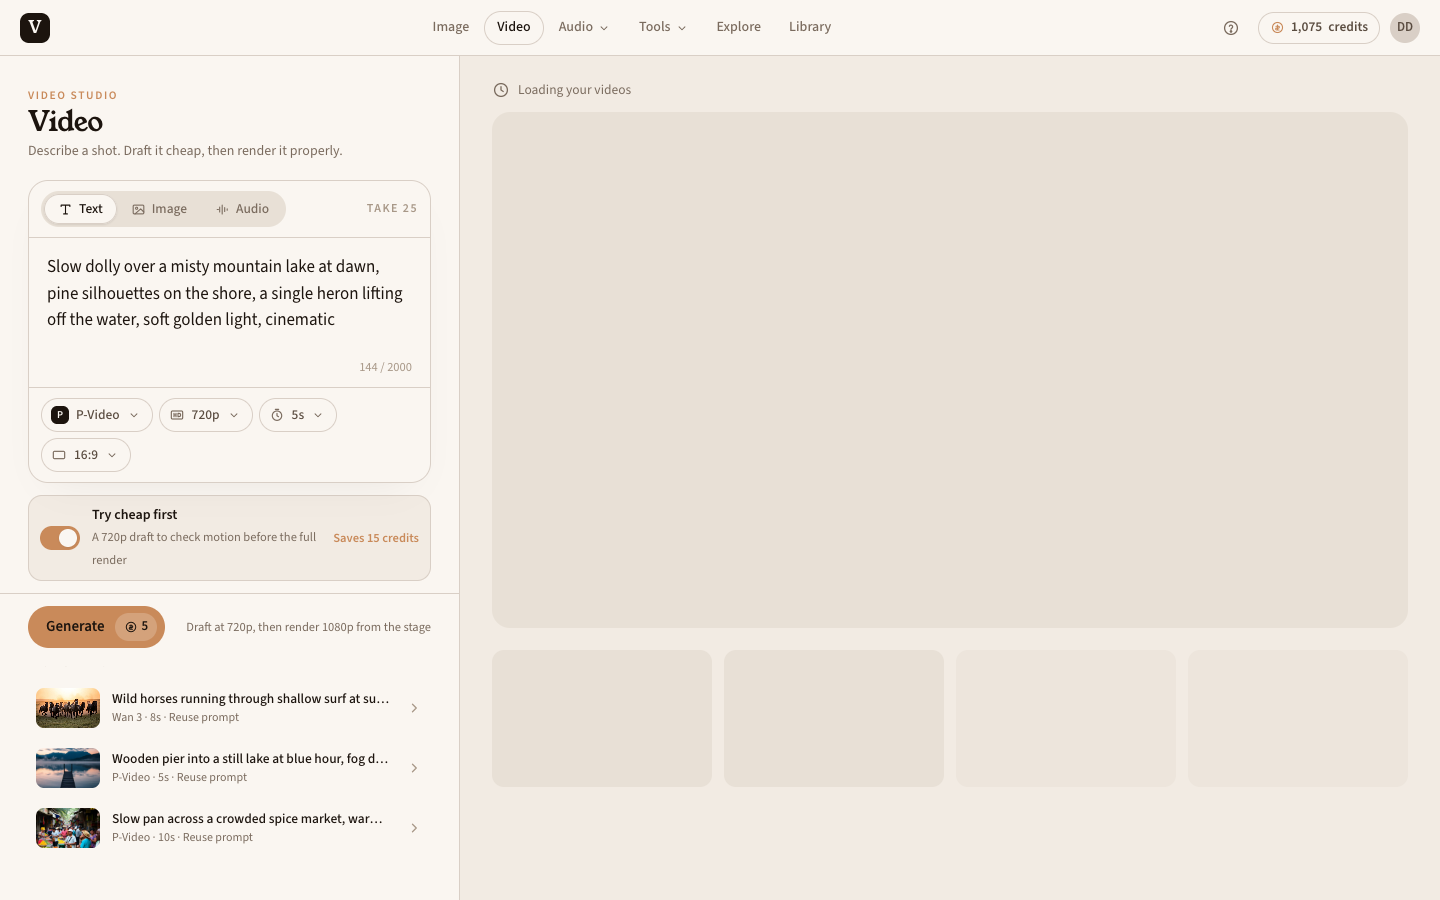 V
Image
Video
Audio
Tools
Explore
Library
1,075 credits
DD
VIDEO STUDIO
Video
Describe a shot. Draft it cheap, then render it properly.
Text
Image
Audio
TAKE 25
Slow dolly over a misty mountain lake at dawn,
pine silhouettes on the shore, a single heron lifting
off the water, soft golden light, cinematic
144 / 2000
P P-Video
HD 720p
5s
16:9
Try cheap first
A 720p draft to check motion before the full
render
Saves 15 credits
Generate 5
Draft at 720p, then render 1080p from the stage
Wild horses running through shallow surf at su...
Wan 3 · 8s · Reuse prompt
Wooden pier into a still lake at blue hour, fog d...
P-Video · 5s · Reuse prompt
Slow pan across a crowded spice market, war...
P-Video · 10s · Reuse prompt
Loading your videos